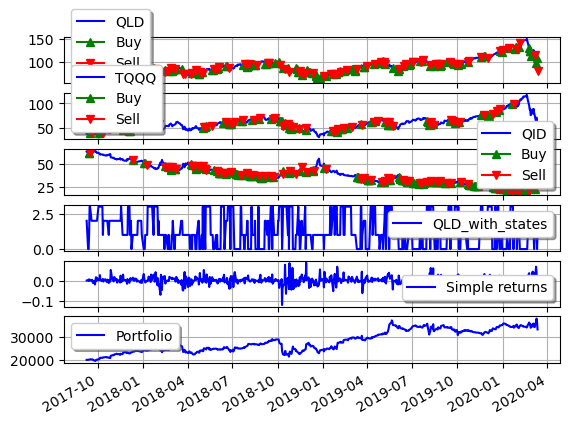 QLD
Buy
Sell
150
100
TQQQ
Buy
Sell
100
50
QID
Buy
Sell
50
25
QLD_with_states
2.5
0.0
Simple returns
0.0
−0.1
Portfolio
30000
20000
2017-10
2018-01
2018-04
2018-07
2018-10
2019-01
2019-04
2019-07
2019-10
2020-01
2020-04